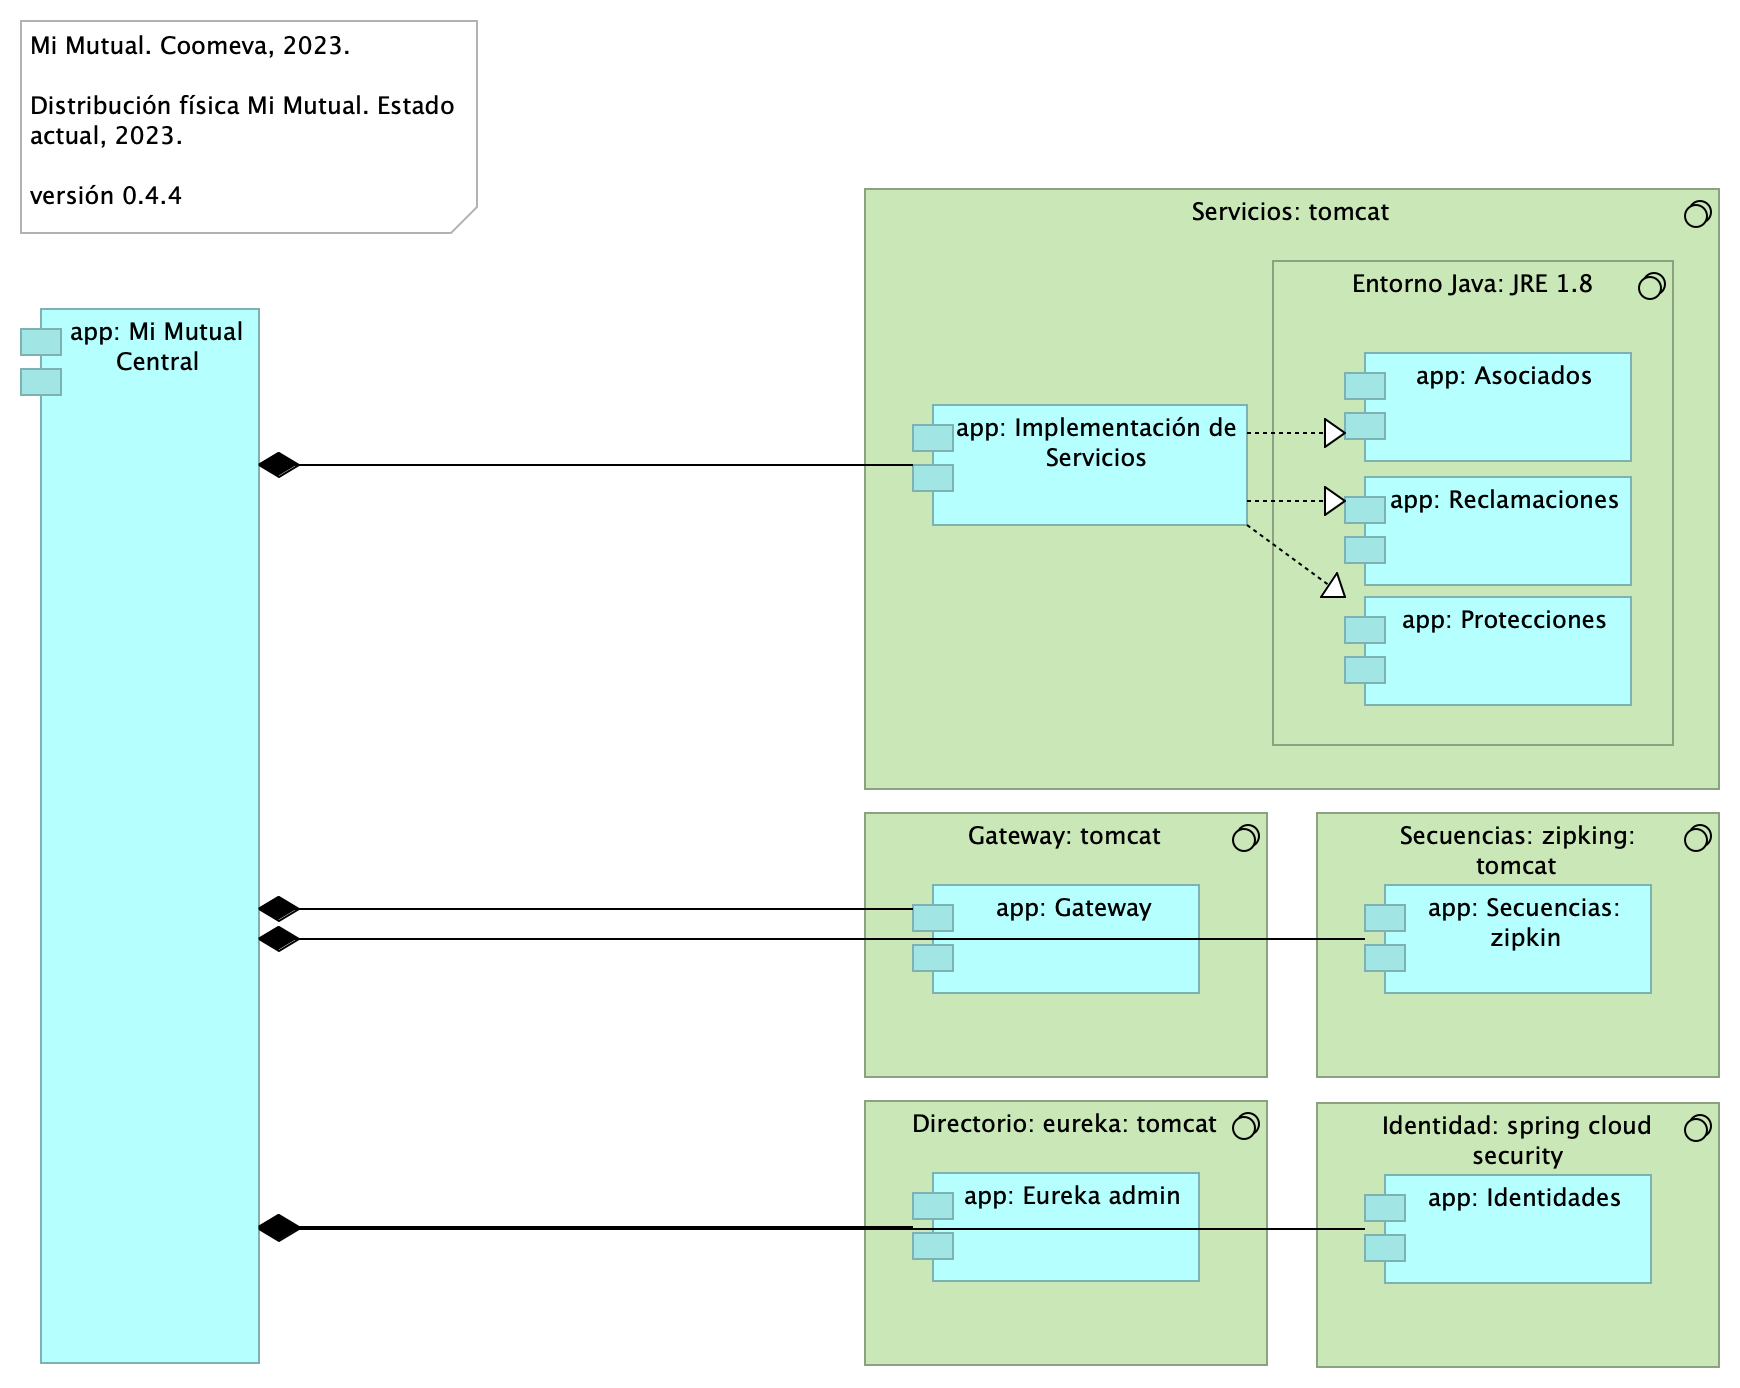 Mi Mutual. Coomeva, 2023.
Distribución física Mi Mutual. Estado
actual, 2023.
versión 0.4.4
Servicios: tomcat
Entorno Java: JRE 1.8
app: Mi Mutual
Central
app: Asociados
app: Implementación de
Servicios
app: Reclamaciones
app: Protecciones
Gateway: tomcat
app: Gateway
Secuencias: zipking:
tomcat
app: Secuencias:
zipkin
Directorio: eureka: tomcat
app: Eureka admin
Identidad: spring cloud
security
app: Identidades